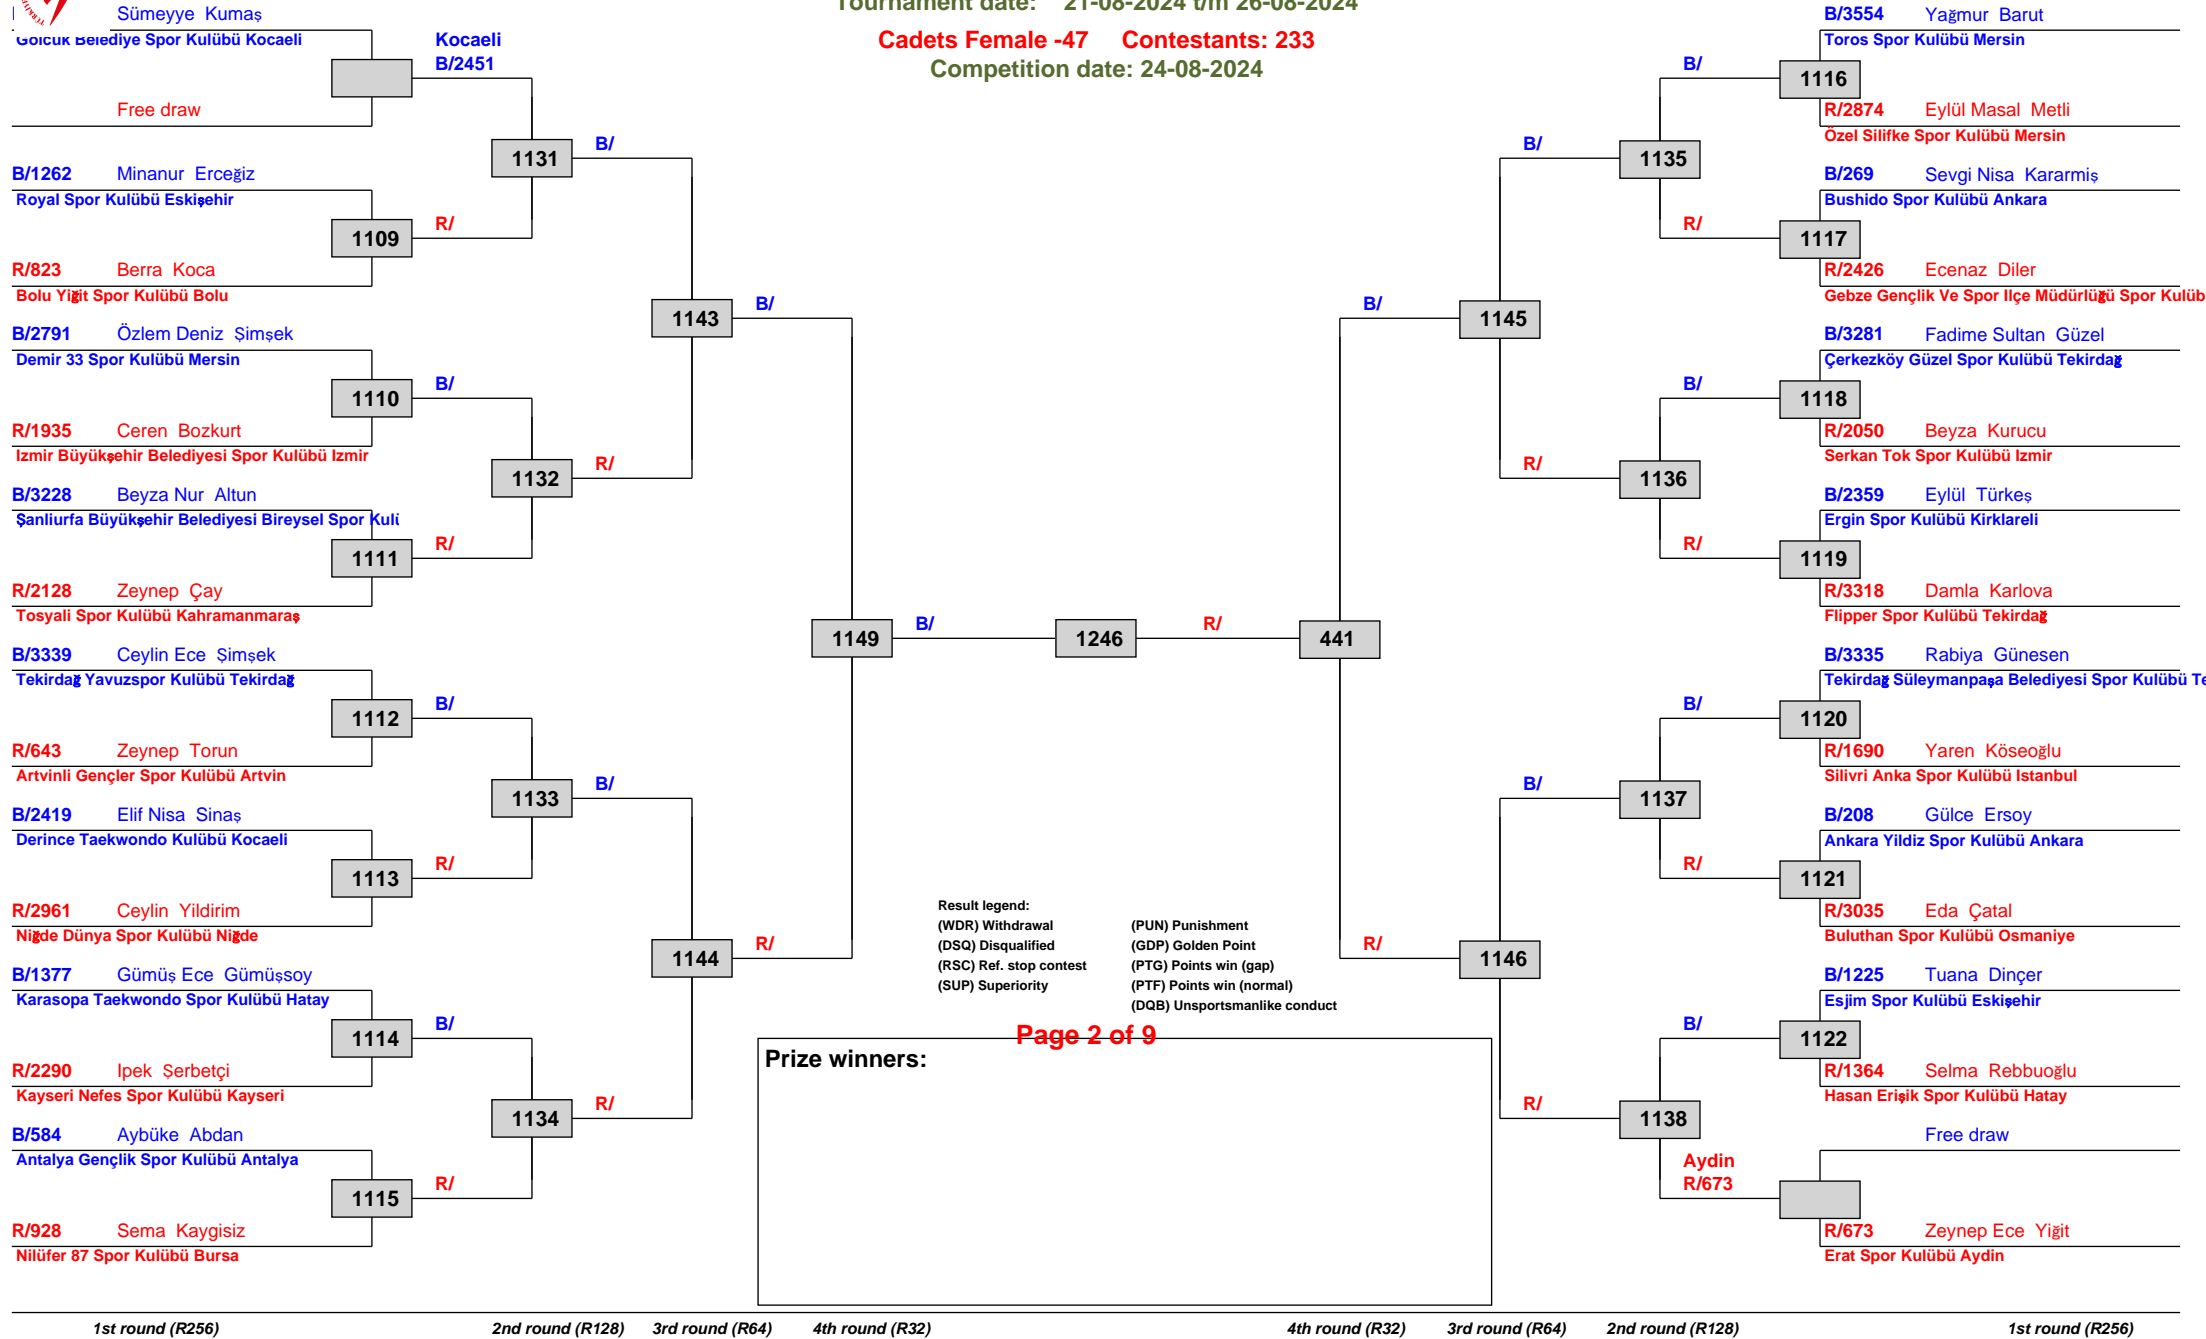 Tournament date: 21-08-2024 t/m 26-08-2024
Cadets Female -47 Contestants: 233
Competition date: 24-08-2024
Sümeyye Kumaş
Gölcük Belediye Spor Kulübü Kocaeli
Free draw
Kocaeli
B/2451
B/1262 Minanur Erceğiz
Royal Spor Kulübü Eskişehir
1109
R/823 Berra Koca
Bolu Yiğit Spor Kulübü Bolu
B/2791 Özlem Deniz Şimşek
Demir 33 Spor Kulübü Mersin
1110
R/1935 Ceren Bozkurt
Izmir Büyükşehir Belediyesi Spor Kulübü Izmir
B/3228 Beyza Nur Altun
Şanliurfa Büyükşehir Belediyesi Bireysel Spor Kulü
1111
R/2128 Zeynep Çay
Tosyali Spor Kulübü Kahramanmaraş
B/3339 Ceylin Ece Şimşek
Tekirdağ Yavuzspor Kulübü Tekirdağ
1112
R/643 Zeynep Torun
Artvinli Gençler Spor Kulübü Artvin
B/2419 Elif Nisa Sinaş
Derince Taekwondo Kulübü Kocaeli
1113
R/2961 Ceylin Yildirim
Niğde Dünya Spor Kulübü Niğde
B/1377 Gümüş Ece Gümüşsoy
Karasopa Taekwondo Spor Kulübü Hatay
1114
R/2290 Ipek Şerbetçi
Kayseri Nefes Spor Kulübü Kayseri
B/584 Aybüke Abdan
Antalya Gençlik Spor Kulübü Antalya
1115
R/928 Sema Kaygisiz
Nilüfer 87 Spor Kulübü Bursa
1131
R/
B/
1132
R/
B/
1133
R/
B/
1134
R/
B/
1143
R/
B/
1144
R/
B/
1149
R/
B/
1246
R/
441
B/
R/
1145
B/
R/
1146
B/
R/
1135
B/
R/
1136
B/
R/
1137
B/
R/
1138
B/
Aydin
R/673
B/3554 Yağmur Barut
Toros Spor Kulübü Mersin
1116
R/2874 Eylül Masal Metli
Özel Silifke Spor Kulübü Mersin
B/269 Sevgi Nisa Kararmiş
Bushido Spor Kulübü Ankara
1117
R/2426 Ecenaz Diler
Gebze Gençlik Ve Spor Ilçe Müdürlüğü Spor Kulüb
B/3281 Fadime Sultan Güzel
Çerkezköy Güzel Spor Kulübü Tekirdağ
1118
R/2050 Beyza Kurucu
Serkan Tok Spor Kulübü Izmir
B/2359 Eylül Türkeş
Ergin Spor Kulübü Kirklareli
1119
R/3318 Damla Karlova
Flipper Spor Kulübü Tekirdağ
B/3335 Rabiya Günesen
Tekirdağ Süleymanpaşa Belediyesi Spor Kulübü Te
1120
R/1690 Yaren Köseoğlu
Silivri Anka Spor Kulübü Istanbul
B/208 Gülce Ersoy
Ankara Yildiz Spor Kulübü Ankara
1121
R/3035 Eda Çatal
Buluthan Spor Kulübü Osmaniye
B/1225 Tuana Dinçer
Esjim Spor Kulübü Eskişehir
1122
R/1364 Selma Rebbuoğlu
Hasan Erişik Spor Kulübü Hatay
Free draw
R/673 Zeynep Ece Yiğit
Erat Spor Kulübü Aydin
Result legend:
(WDR) Withdrawal (PUN) Punishment
(DSQ) Disqualified (GDP) Golden Point
(RSC) Ref. stop contest (PTG) Points win (gap)
(SUP) Superiority (PTF) Points win (normal)
(DQB) Unsportsmanlike conduct
Page 2 of 9
Prize winners:
1st round (R256) 2nd round (R128) 3rd round (R64) 4th round (R32) 4th round (R32) 3rd round (R64) 2nd round (R128) 1st round (R256)